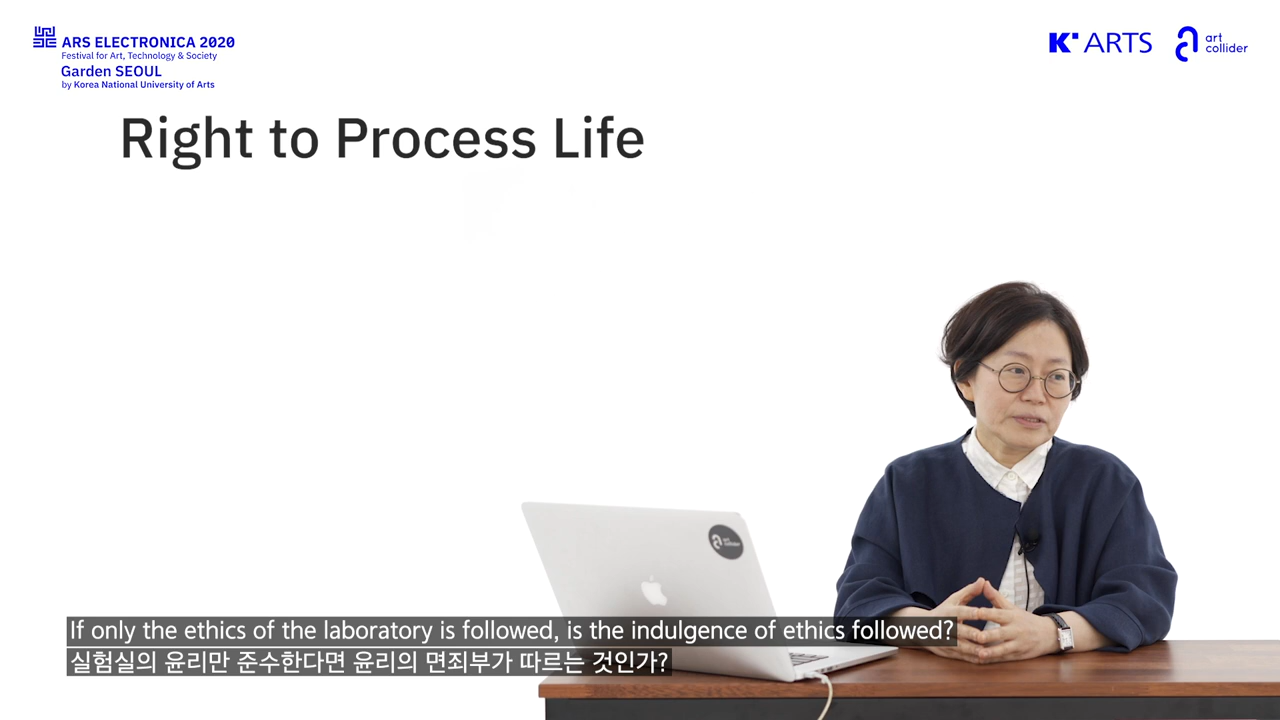 ARS ELECTRONICA 2020
Festival for Art, Technology & Society
Garden SEOUL
by Korea National University of Arts
K ARTS
art
collider
Right to Process Life
art
collider
If only the ethics of the laboratory is followed, is the indulgence of ethics followed?
실험실의 윤리만 준수한다면 윤리의 면죄부가 따르는 것인가?